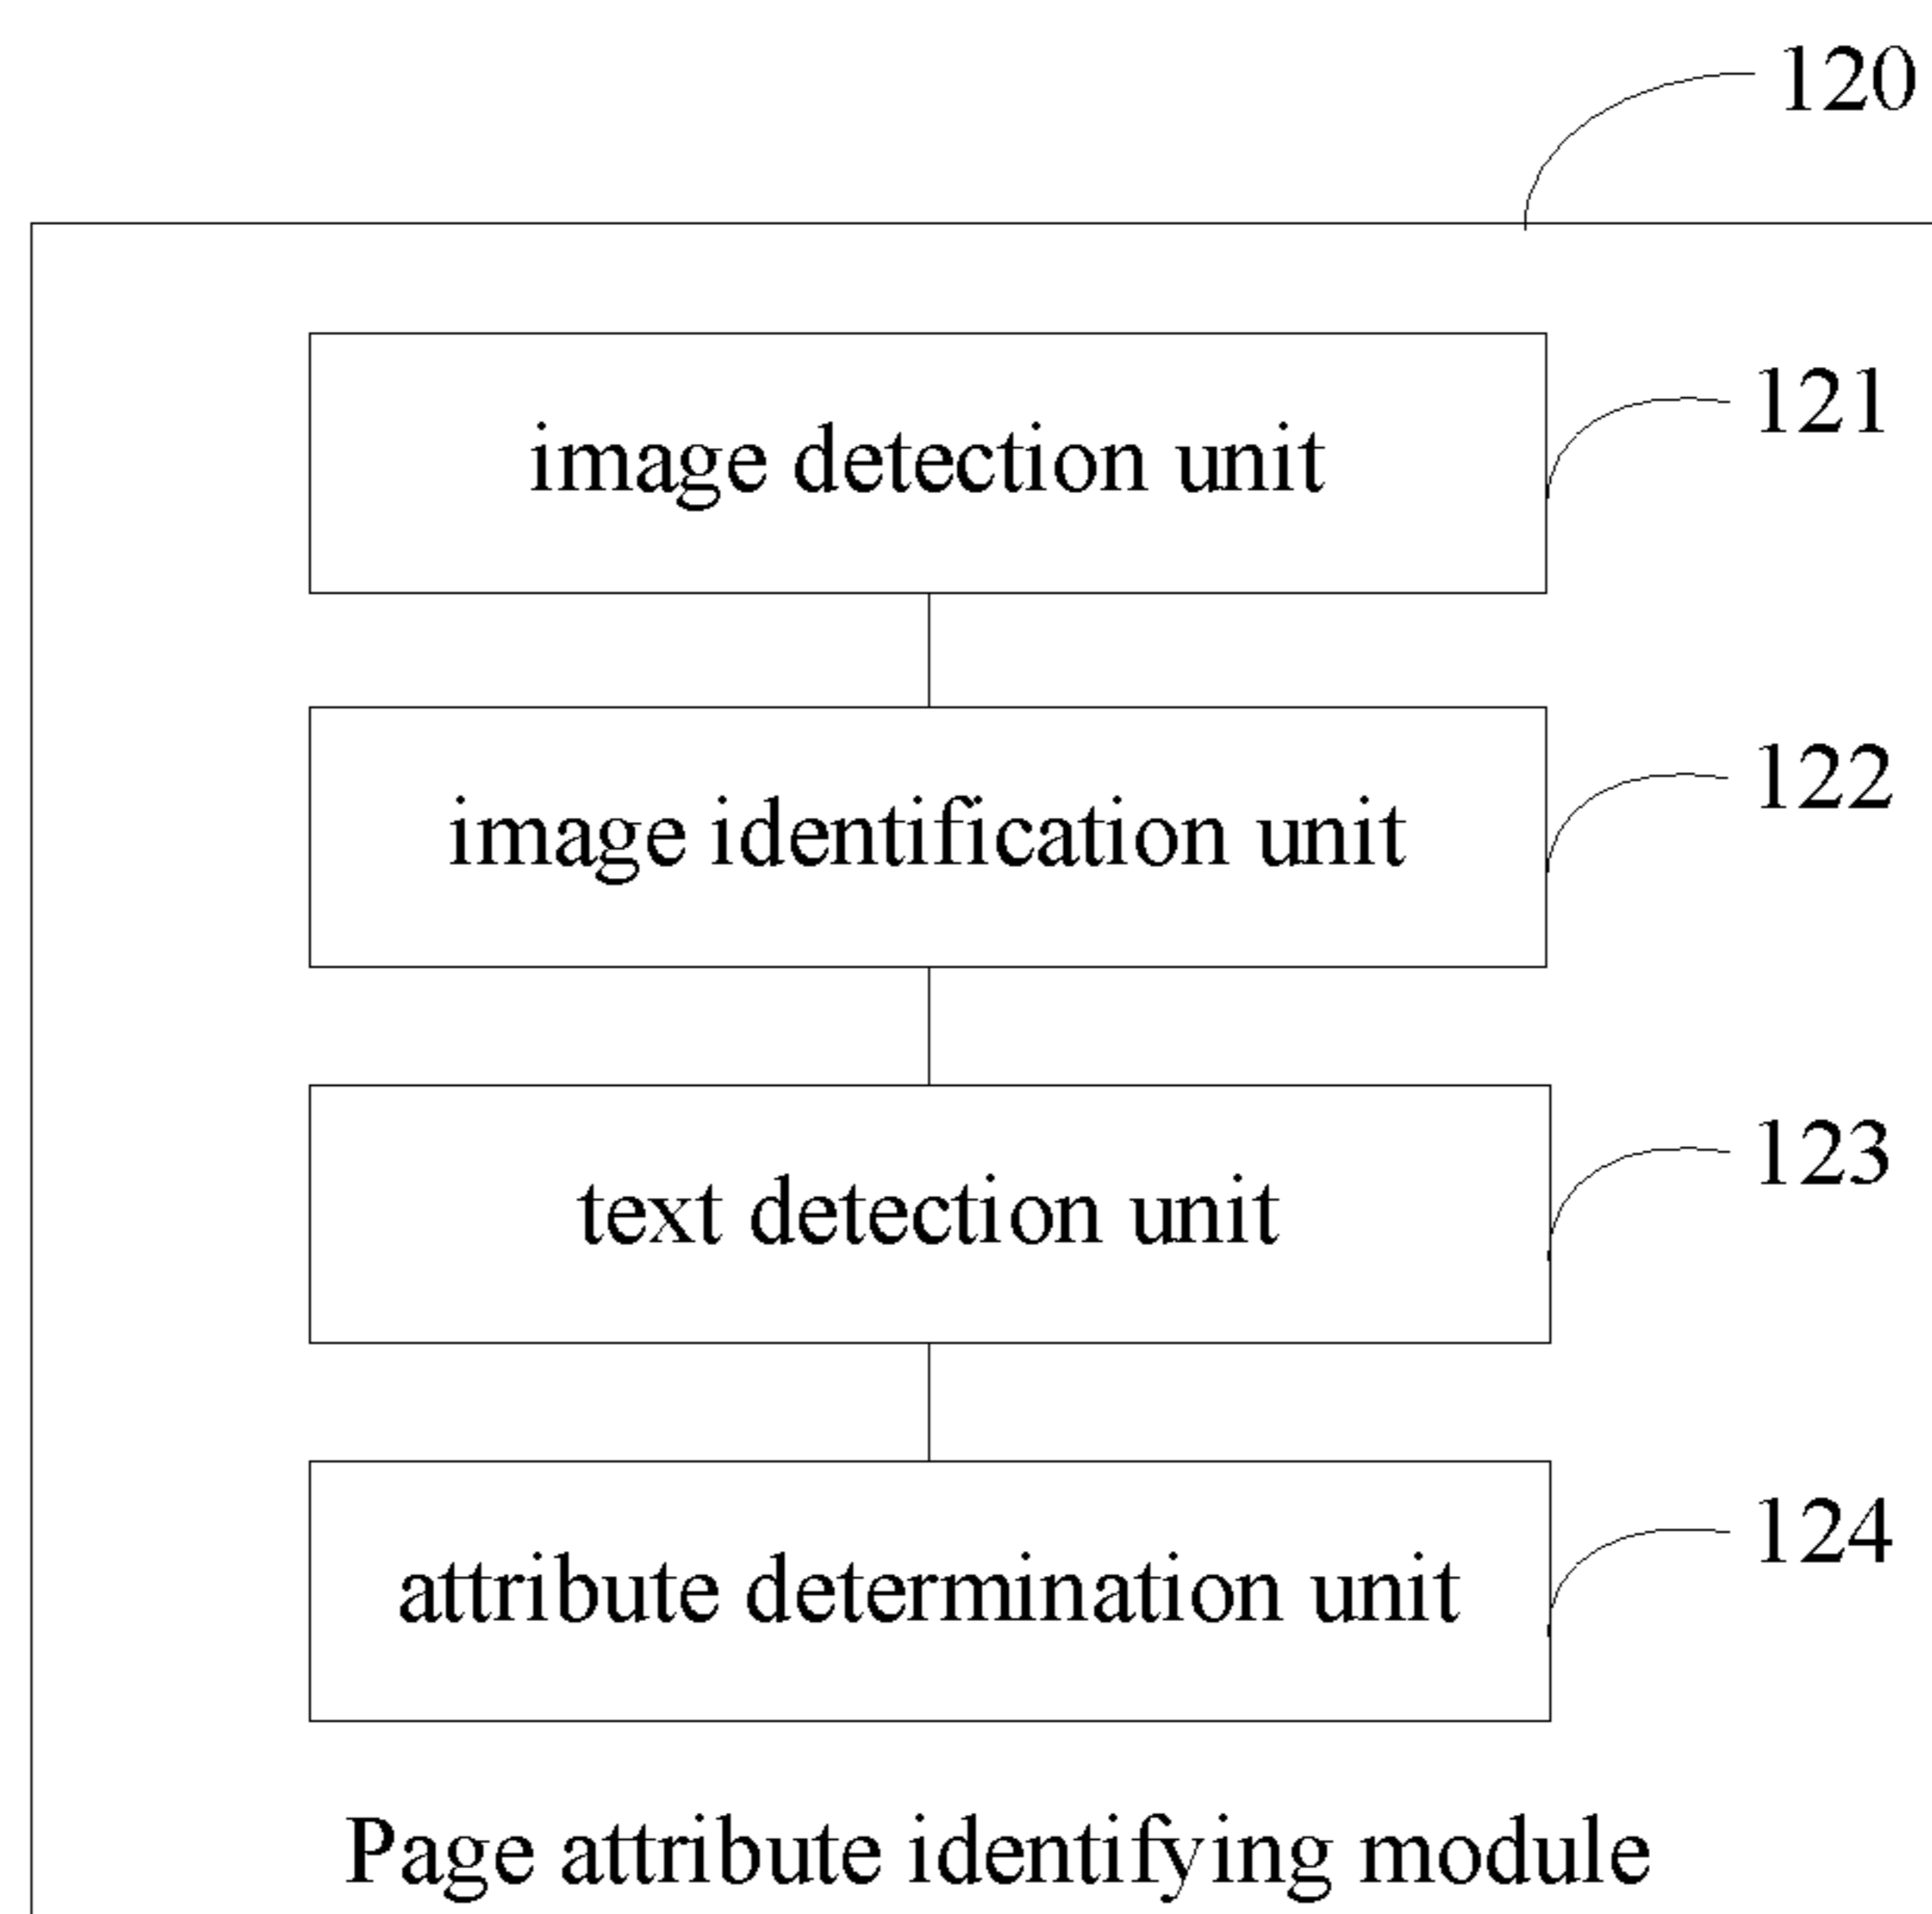 120
121
image detection unit
122
image identification unit
123
text detection unit
124
attribute determination unit
Page attribute identifying module